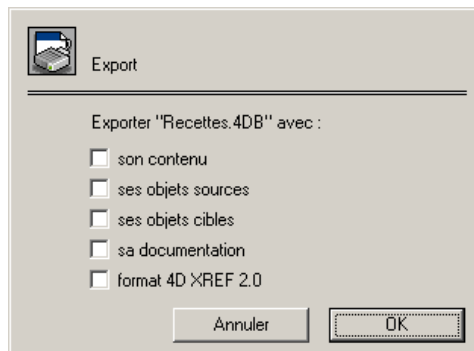 Export
Exporter "Recettes.4DB" avec :
son contenu
ses objets sources
ses objets cibles
sa documentation
format 4D XREF 2.0
Annuler
OK